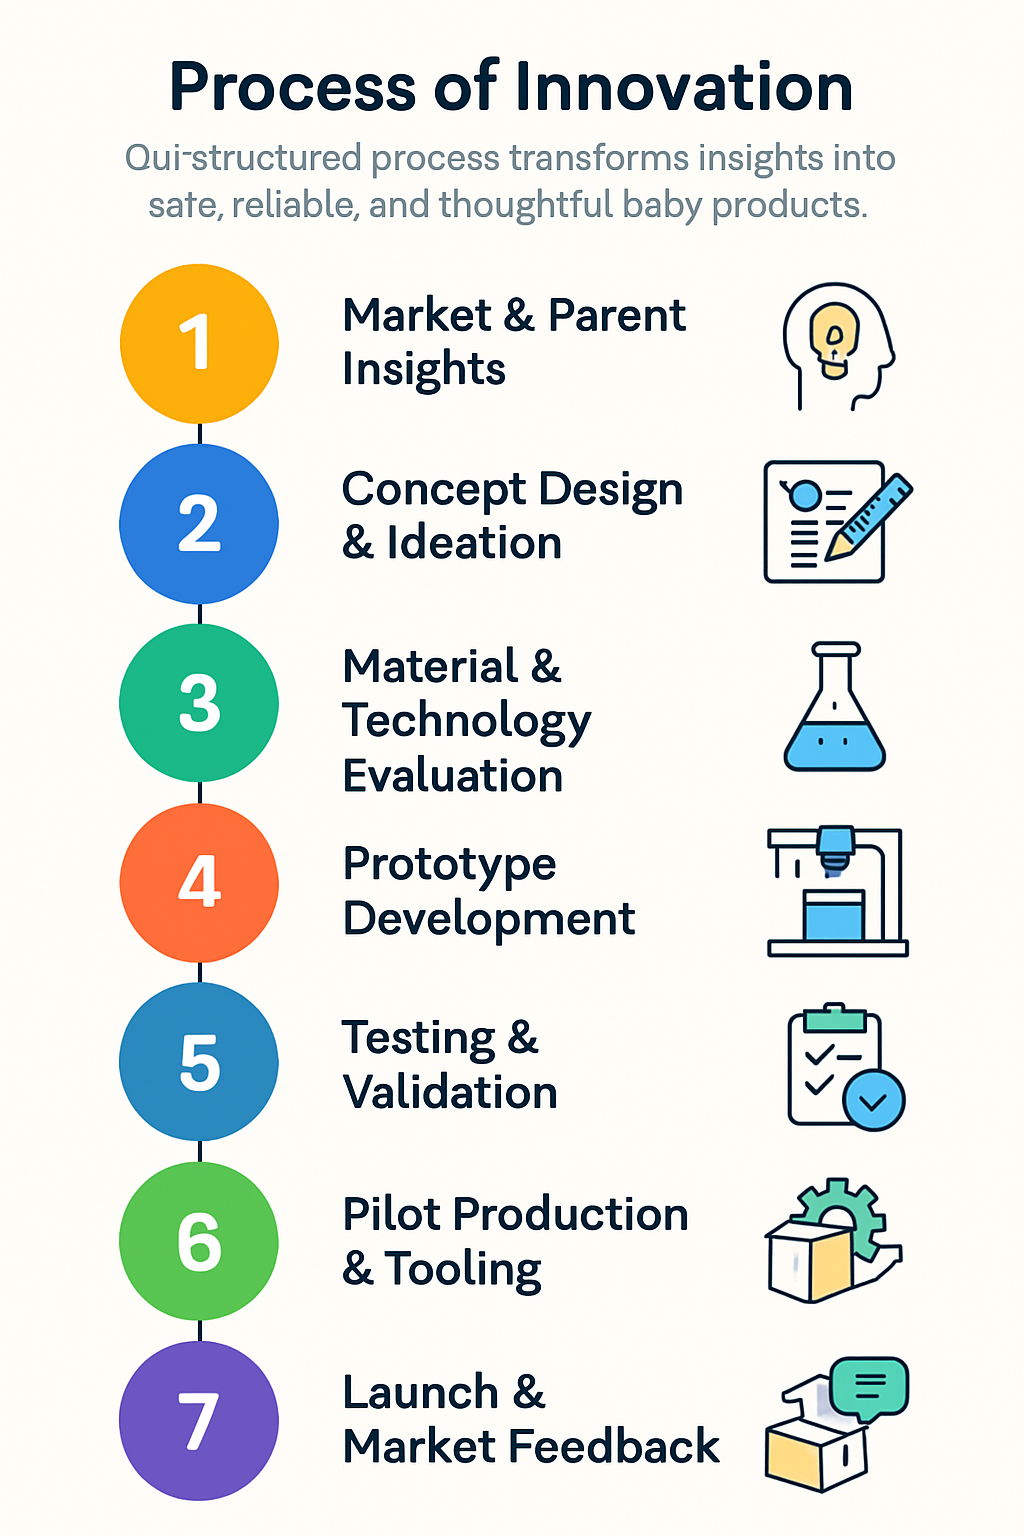 Process of Innovation
Qui-structured process transforms insights into
safe, reliable, and thoughtful baby products.
1
Market & Parent
Insights
2
Concept Design
& Ideation
3
Material &
Technology
Evaluation
4
Prototype
Development
5
Testing &
Validation
6
Pilot Production
& Tooling
7
Launch &
Market Feedback